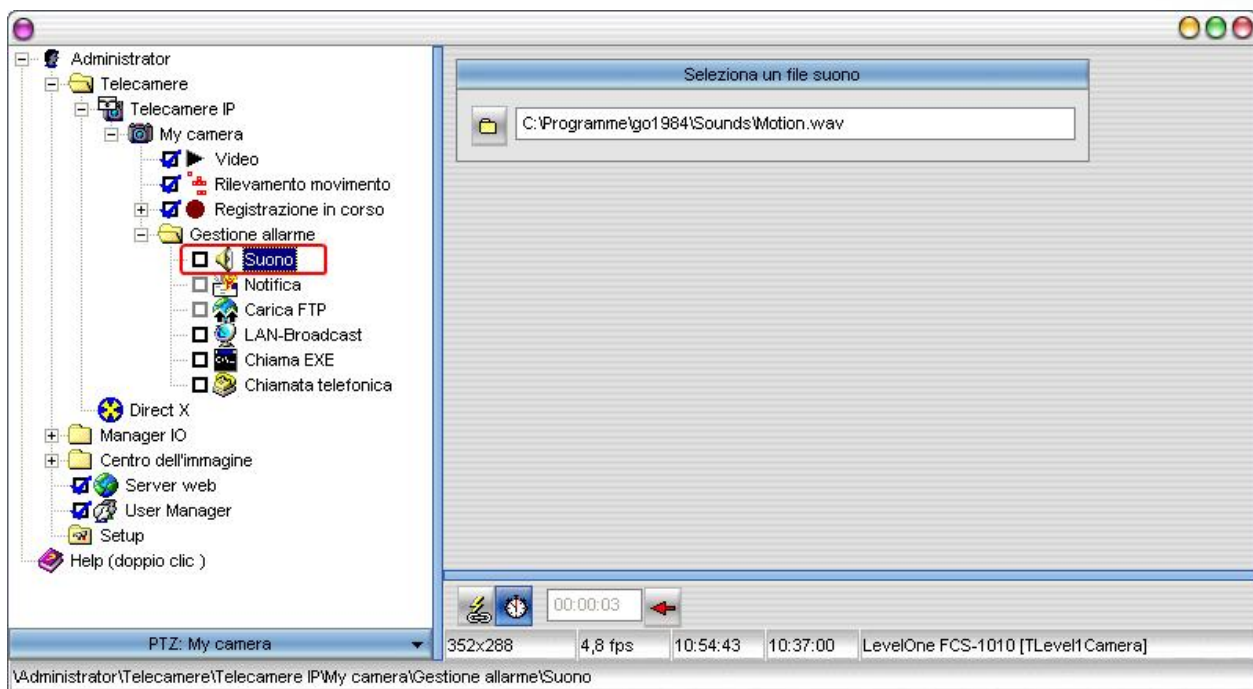 Administrator
Telecamere
Telecamere IP
My camera
Video
Rilevamento movimento
Registrazione in corso
Gestione allarme
Suono
Notifica
Carica FTP
LAN-Broadcast
Chiama EXE
Chiamata telefonica
Direct X
Manager IO
Centro dell'immagine
Server web
User Manager
Setup
Help (doppio clic )
PTZ: My camera
Seleziona un file suono
C:\Programme\go1984\Sounds\Motion.wav
00:00:03
352x288 4,8 fps 10:54:43 10:37:00 LevelOne FCS-1010 [TLevel1Camera]
\Administrator\Telecamere\Telecamere IP\My camera\Gestione allarme\Suono